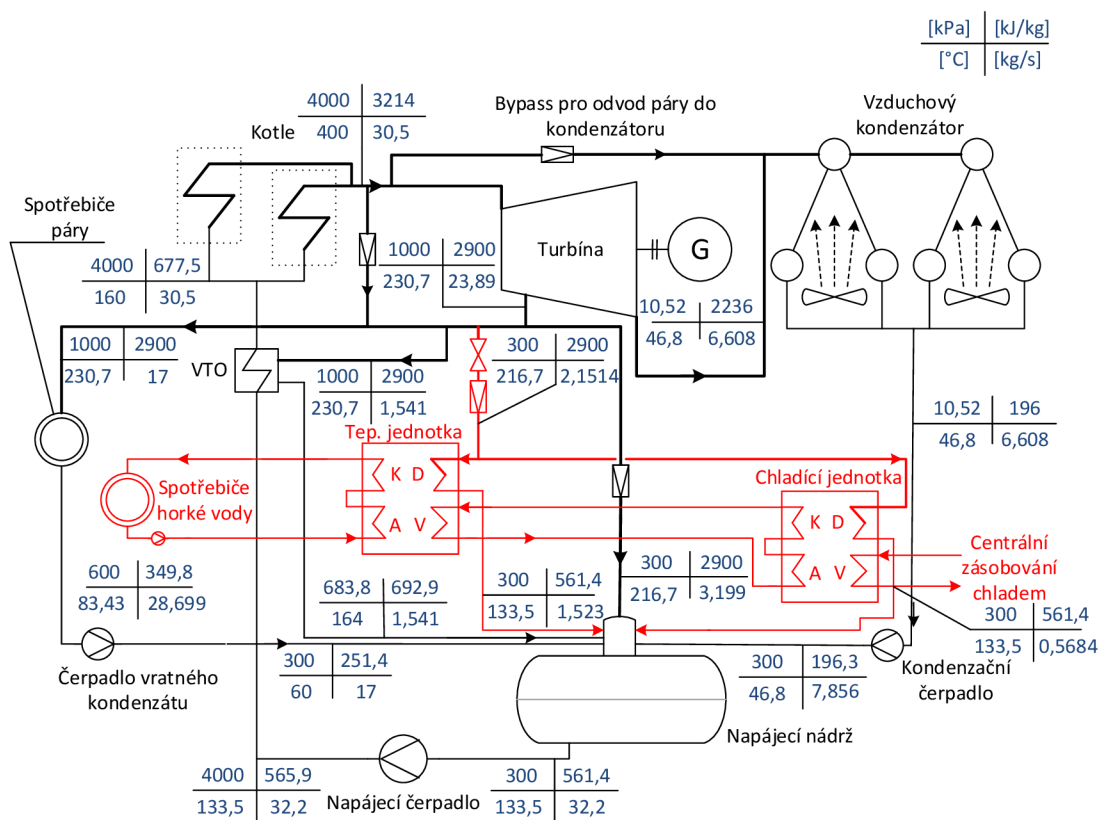 [kPa] [kJ/kg]
[°C] [kg/s]
4000 3214
400 30,5
Kotle
Bypass pro odvod páry do
kondenzátoru
Vzduchový
kondenzátor
Spotřebiče
páry
4000 677,5
160 30,5
1000 2900
230,7 23,89
Turbína
G
10,52 2236
46,8 6,608
1000 2900
230,7 17
VTO
1000 2900
230,7 1,541
300 2900
216,7 2,1514
10,52 196
46,8 6,608
Tep. jednotka
K D
A V
Spotřebiče
horké vody
Chladící jednotka
K D
A V
Centrální
zásobování
chladem
600 349,8
83,43 28,699
683,8 692,9
164 1,541
300 561,4
133,5 1,523
300 2900
216,7 3,199
300 561,4
133,5 0,5684
Čerpadlo vratného
kondenzátu
300 251,4
60 17
300 196,3
46,8 7,856
Kondenzační
čerpadlo
Napájecí nádrž
4000 565,9
133,5 32,2
Napájecí čerpadlo
300 561,4
133,5 32,2